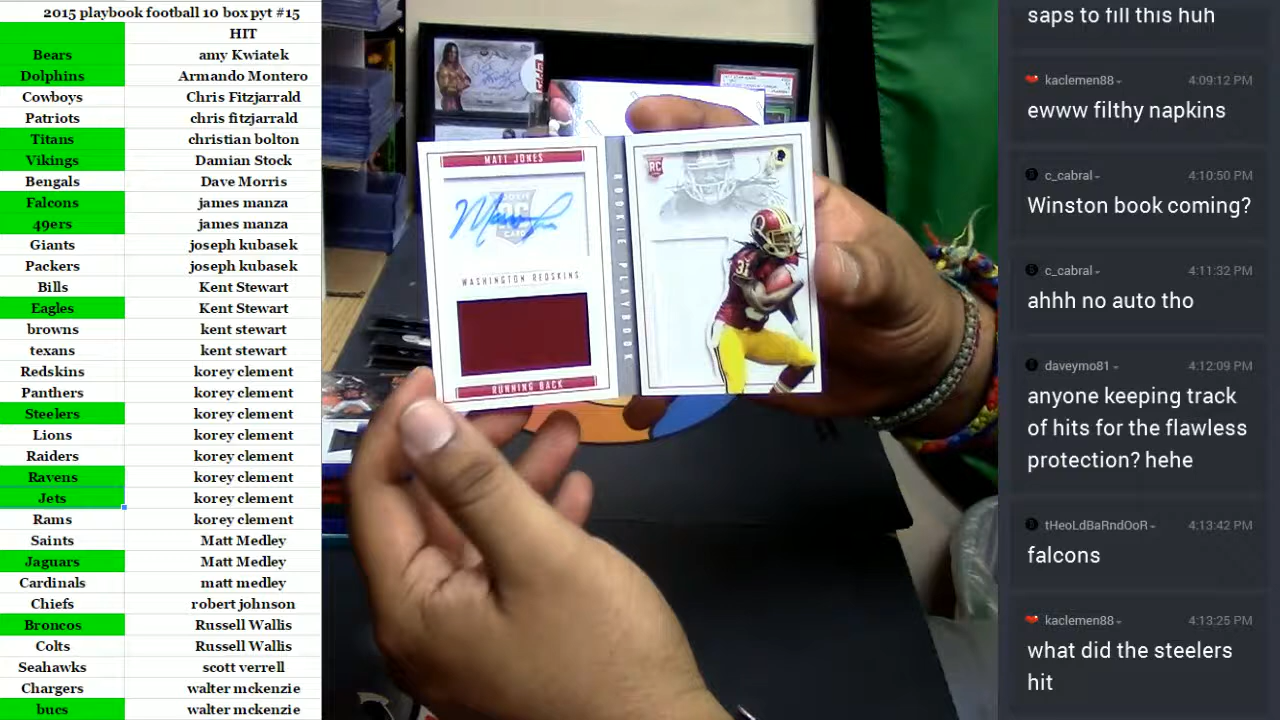 2015 playbook football 10 box pyt #15
HIT
Bears amy Kwiatek
Dolphins Armando Montero
Cowboys Chris Fitzjarrald
Patriots chris fitzjarrald
Titans christian bolton
Vikings Damian Stock
Bengals Dave Morris
Falcons james manza
49ers james manza
Giants joseph kubasek
Packers joseph kubasek
Bills Kent Stewart
Eagles Kent Stewart
browns kent stewart
texans kent stewart
Redskins korey clement
Panthers korey clement
Steelers korey clement
Lions korey clement
Raiders korey clement
Ravens korey clement
Jets korey clement
Rams korey clement
Saints Matt Medley
Jaguars Matt Medley
Cardinals matt medley
Chiefs robert johnson
Broncos Russell Wallis
Colts Russell Wallis
Seahawks scott verrell
Chargers walter mckenzie
bucs walter mckenzie
MATT JONES
ROOKIE
CARD
WASHINGTON REDSKINS
RUNNING BACK
ROOKIE PLAYBOOK
RC
31
saps to fill this huh
kaclemen88 4:09:12 PM
ewww filthy napkins
c_cabral 4:10:50 PM
Winston book coming?
c_cabral 4:11:32 PM
ahhh no auto tho
daveymo81 4:12:09 PM
anyone keeping track
of hits for the flawless
protection? hehe
tHeoLdBaRndOoR 4:13:42 PM
falcons
kaclemen88 4:13:25 PM
what did the steelers
hit